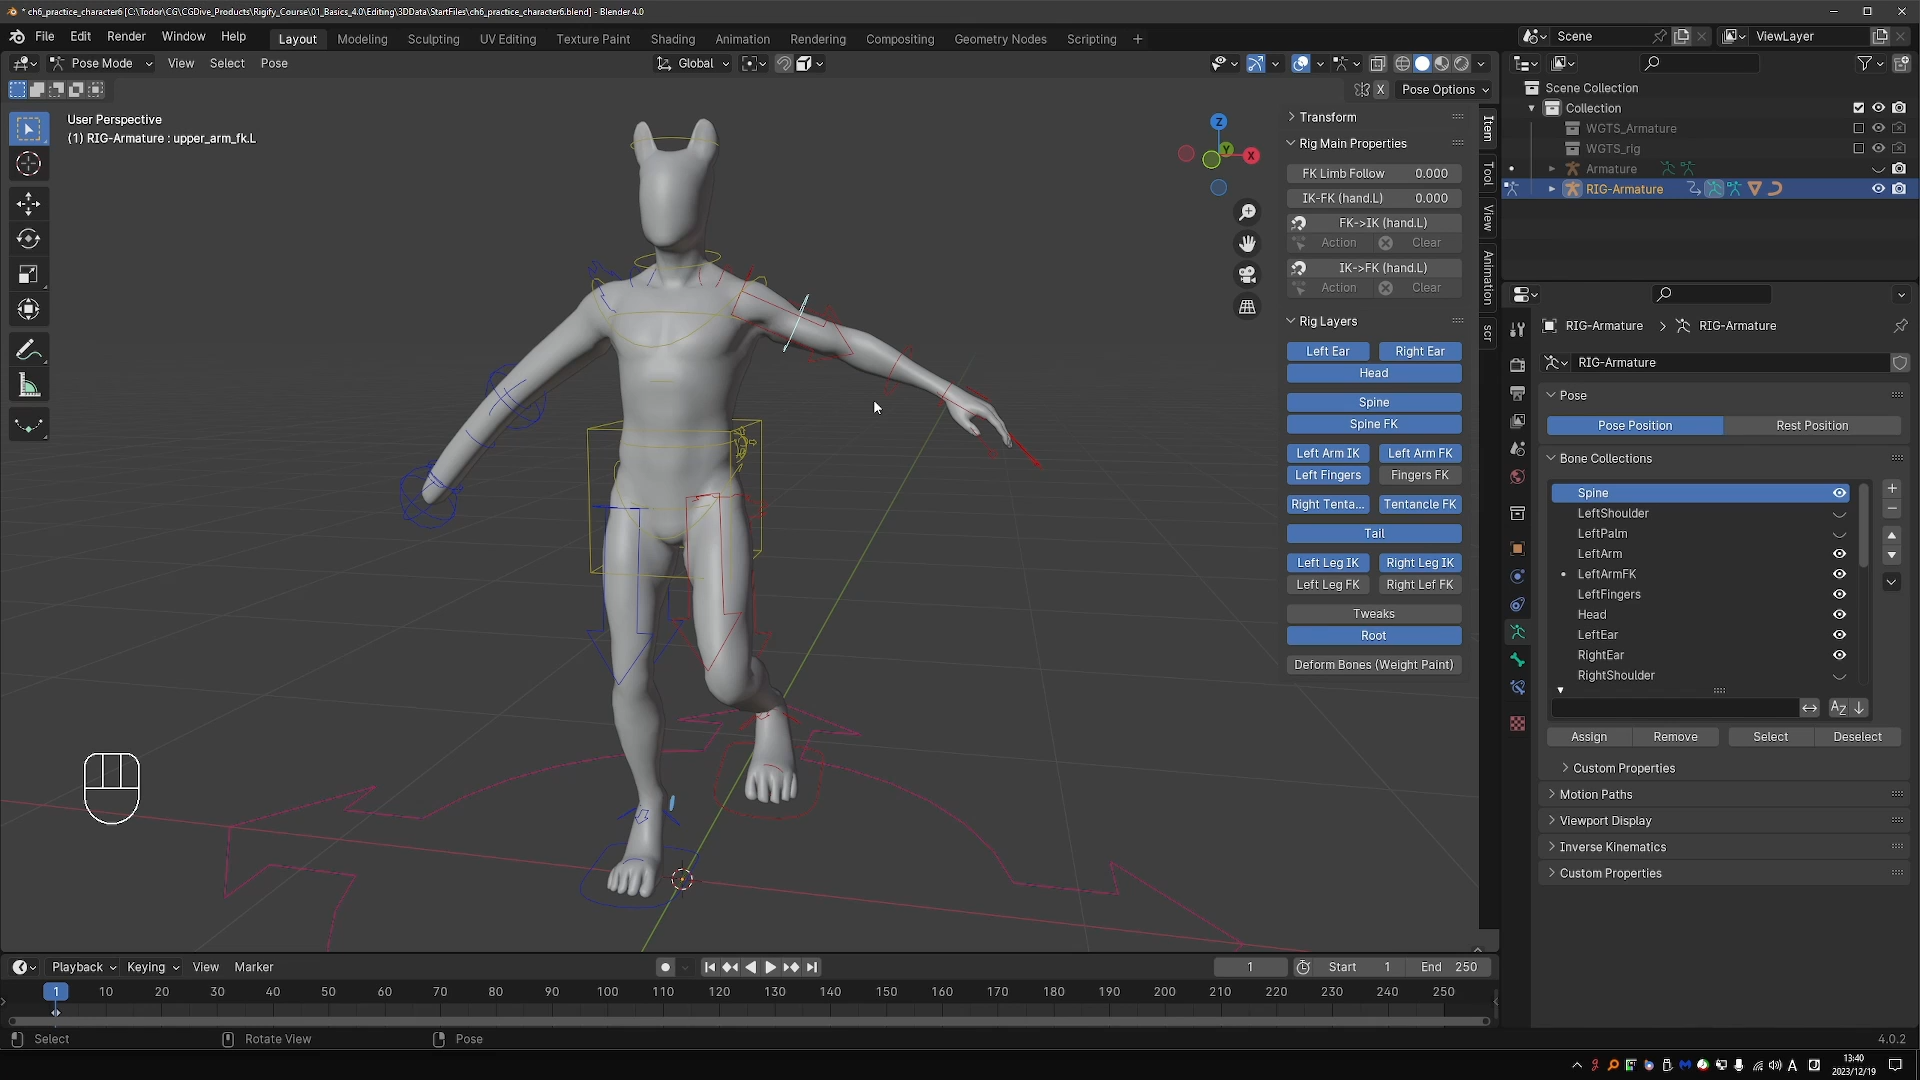 * ch6_practice_character6 [C:\Todor\CG\CGDive_Products\Rigify_Course\01_Basics_4.0\Editing\3DData\StartFiles\ch6_practice_character6.blend] - Blender 4.0
File Edit Render Window Help
Layout Modeling Sculpting UV Editing Texture Paint Shading Animation Rendering Compositing Geometry Nodes Scripting +
Scene
ViewLayer
Pose Mode View Select Pose
Global
X Pose Options
User Perspective
(1) RIG-Armature : upper_arm_fk.L
Z
Y
X
Transform
Rig Main Properties
FK Limb Follow 0.000
IK-FK (hand.L) 0.000
FK->IK (hand.L)
Action Clear
IK->FK (hand.L)
Action Clear
Rig Layers
Left Ear Right Ear
Head
Spine
Spine FK
Left Arm IK Left Arm FK
Left Fingers Fingers FK
Right Tenta... Tentancle FK
Tail
Left Leg IK Right Leg IK
Left Leg FK Right Lef FK
Tweaks
Root
Deform Bones (Weight Paint)
Item
Tool
View
Animation
scr
Scene Collection
Collection
WGTS_Armature
WGTS_rig
Armature
RIG-Armature
RIG-Armature > RIG-Armature
RIG-Armature
Pose
Pose Position Rest Position
Bone Collections
Spine
LeftShoulder
LeftPalm
LeftArm
LeftArmFK
LeftFingers
Head
LeftEar
RightEar
RightShoulder
Assign Remove Select Deselect
Custom Properties
Motion Paths
Viewport Display
Inverse Kinematics
Custom Properties
Playback Keying View Marker
1 Start 1 End 250
1 10 20 30 40 50 60 70 80 90 100 110 120 130 140 150 160 170 180 190 200 210 220 230 240 250
Select Rotate View Pose
4.0.2
A
13:40
2023/12/19